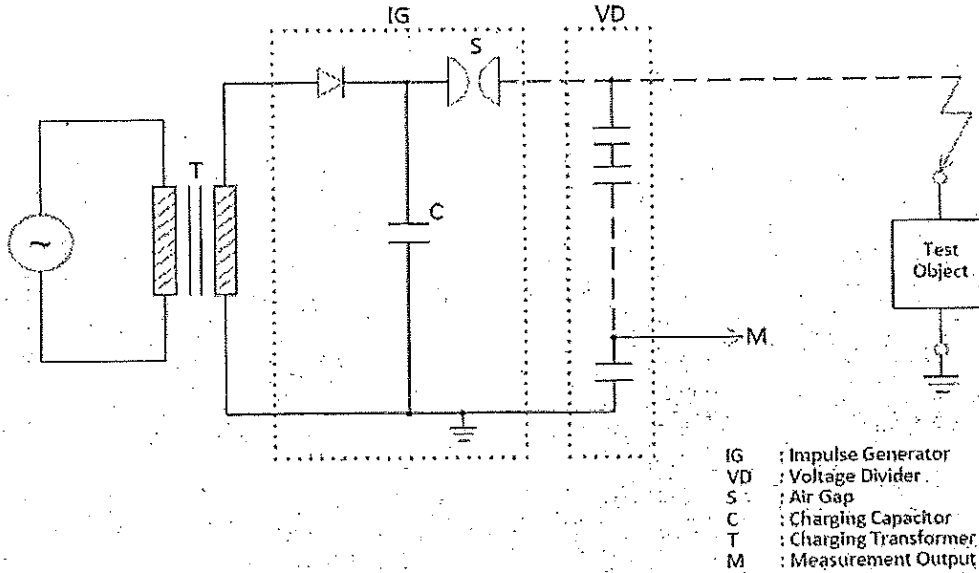 IG
VD
S
T
~
C
Test
Object
M
IG : Impulse Generator
VD : Voltage Divider
S : Air Gap
C : Charging Capacitor
T : Charging Transformer
M : Measurement Output